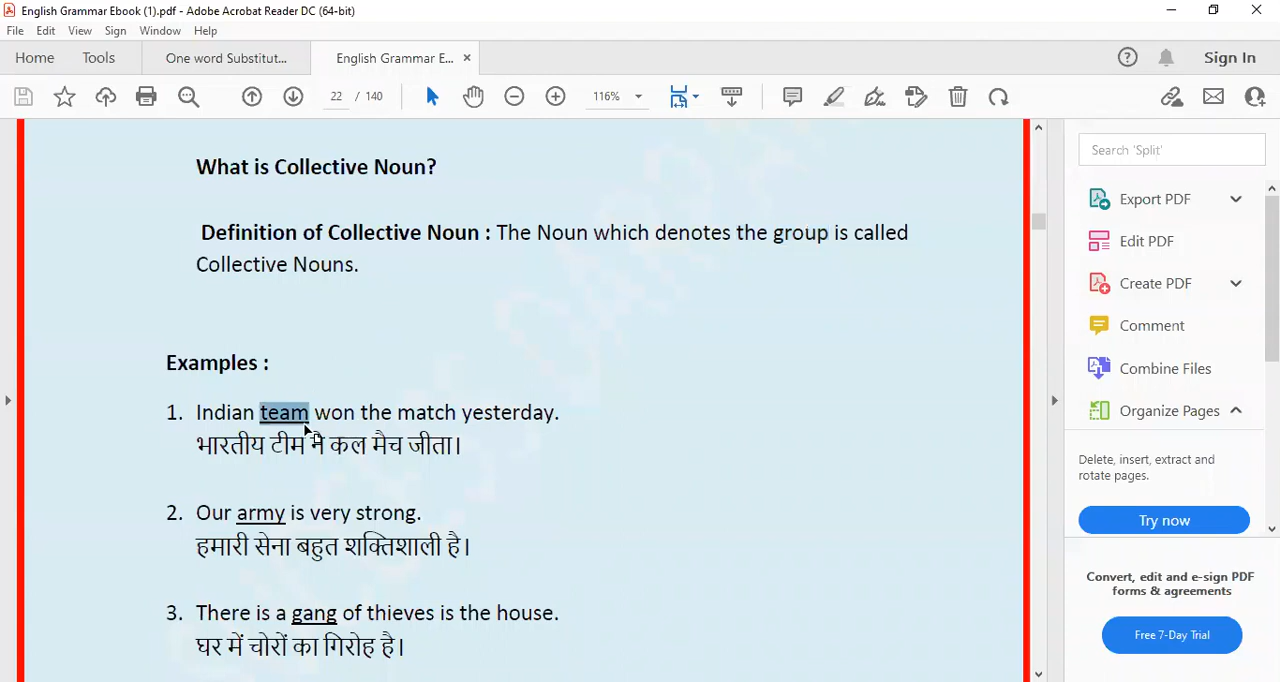 English Grammar Ebook (1).pdf - Adobe Acrobat Reader DC (64-bit)
File Edit View Sign Window Help
Home Tools One word Substitut... English Grammar E... × Sign In
22 / 140 116%
What is Collective Noun?
Definition of Collective Noun : The Noun which denotes the group is called
Collective Nouns.
Examples :
1. Indian team won the match yesterday.
भारतीय टीम ने कल मैच जीता।
2. Our army is very strong.
हमारी सेना बहुत शक्तिशाली है।
3. There is a gang of thieves is the house.
घर में चोरों का गिरोह है।
Search 'Split'
Export PDF
Edit PDF
Create PDF
Comment
Combine Files
Organize Pages
Delete, insert, extract and
rotate pages.
Try now
Convert, edit and e-sign PDF
forms & agreements
Free 7-Day Trial